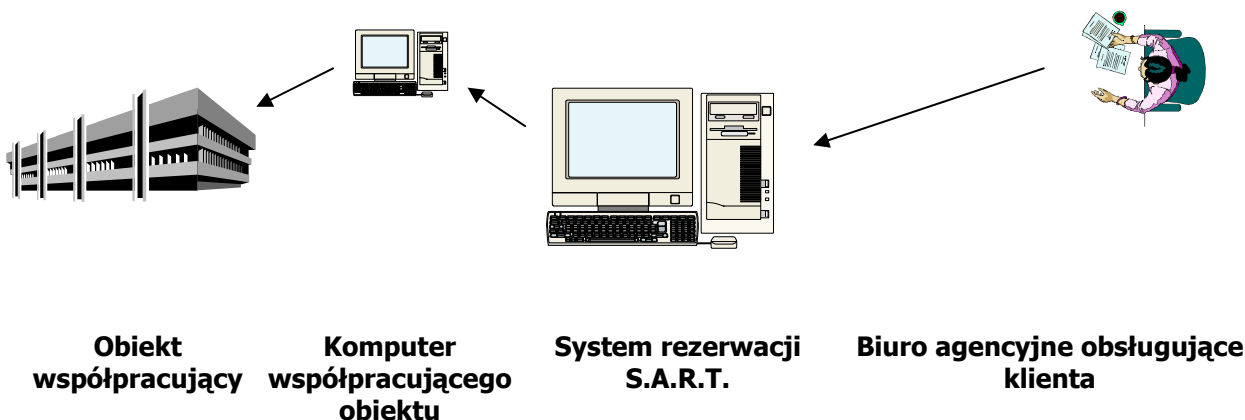 Obiekt
współpracujący
Komputer
współpracującego
obiektu
System rezerwacji
S.A.R.T.
Biuro agencyjne obsługujące
klienta